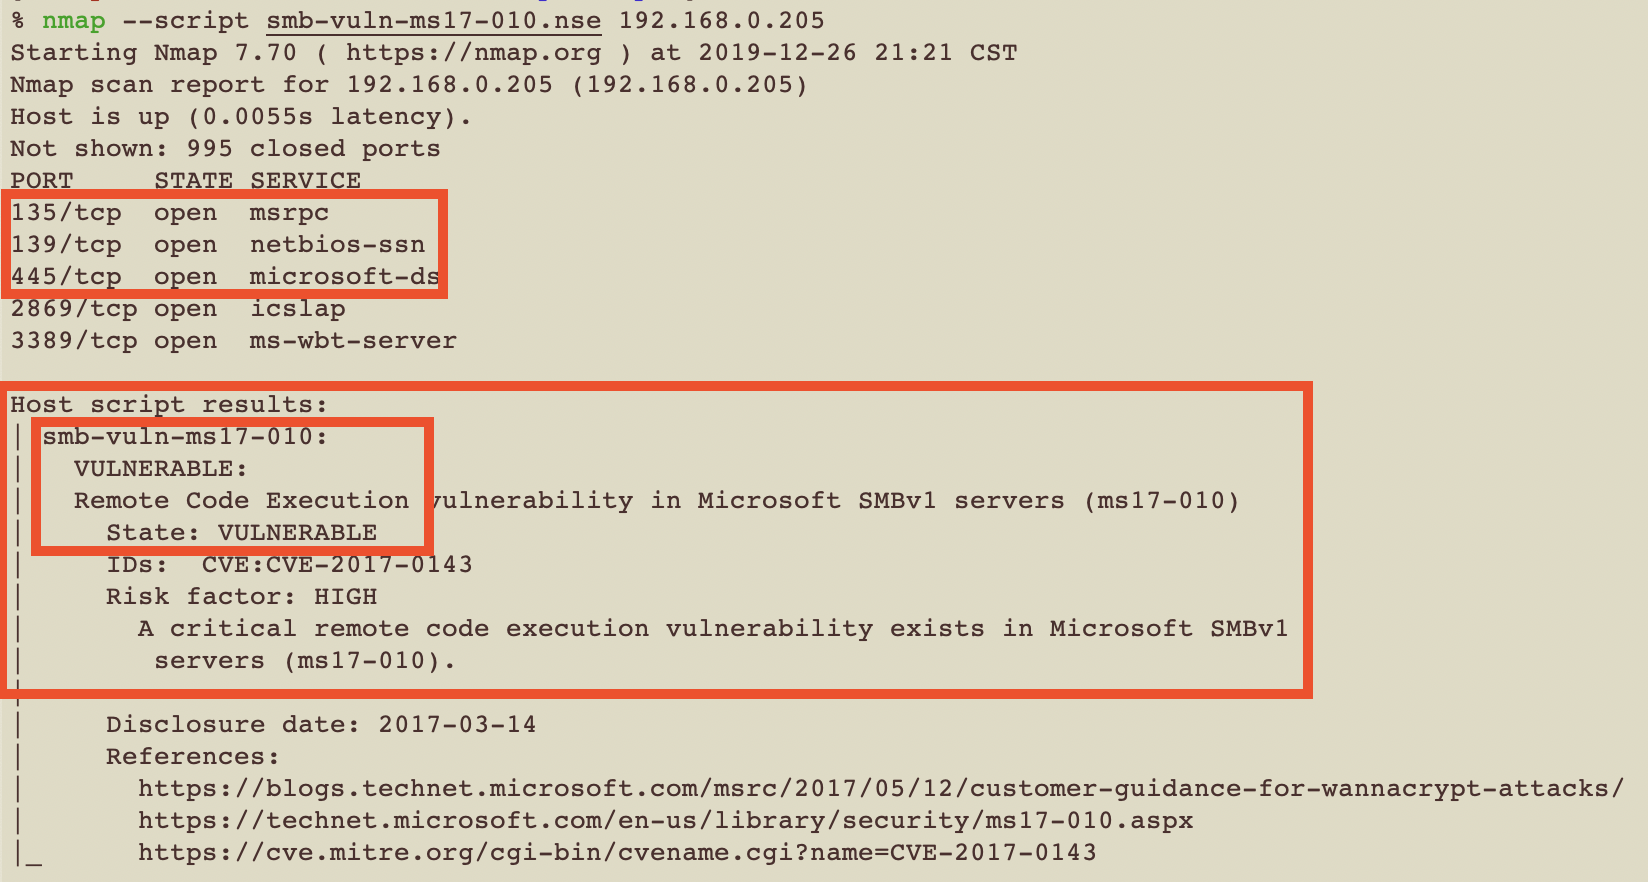 % nmap --script smb-vuln-ms17-010.nse 192.168.0.205
Starting Nmap 7.70 ( https://nmap.org ) at 2019-12-26 21:21 CST
Nmap scan report for 192.168.0.205 (192.168.0.205)
Host is up (0.0055s latency).
Not shown: 995 closed ports
PORT     STATE SERVICE
135/tcp  open  msrpc
139/tcp  open  netbios-ssn
445/tcp  open  microsoft-ds
2869/tcp open  icslap
3389/tcp open  ms-wbt-server
Host script results:
| smb-vuln-ms17-010:
|   VULNERABLE:
|   Remote Code Execution vulnerability in Microsoft SMBv1 servers (ms17-010)
|     State: VULNERABLE
|     IDs:  CVE:CVE-2017-0143
|     Risk factor: HIGH
|       A critical remote code execution vulnerability exists in Microsoft SMBv1
|        servers (ms17-010).
|
|     Disclosure date: 2017-03-14
|     References:
|       https://blogs.technet.microsoft.com/msrc/2017/05/12/customer-guidance-for-wannacrypt-attacks/
|       https://technet.microsoft.com/en-us/library/security/ms17-010.aspx
|_      https://cve.mitre.org/cgi-bin/cvename.cgi?name=CVE-2017-0143